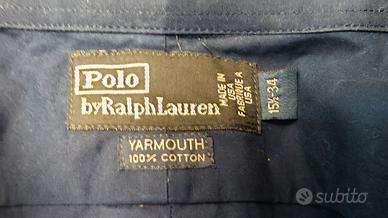 Polo
by Ralph Lauren
MADE IN
USA
FABRIQUE A
USA
15½-34
YARMOUTH
100% COTTON
subito